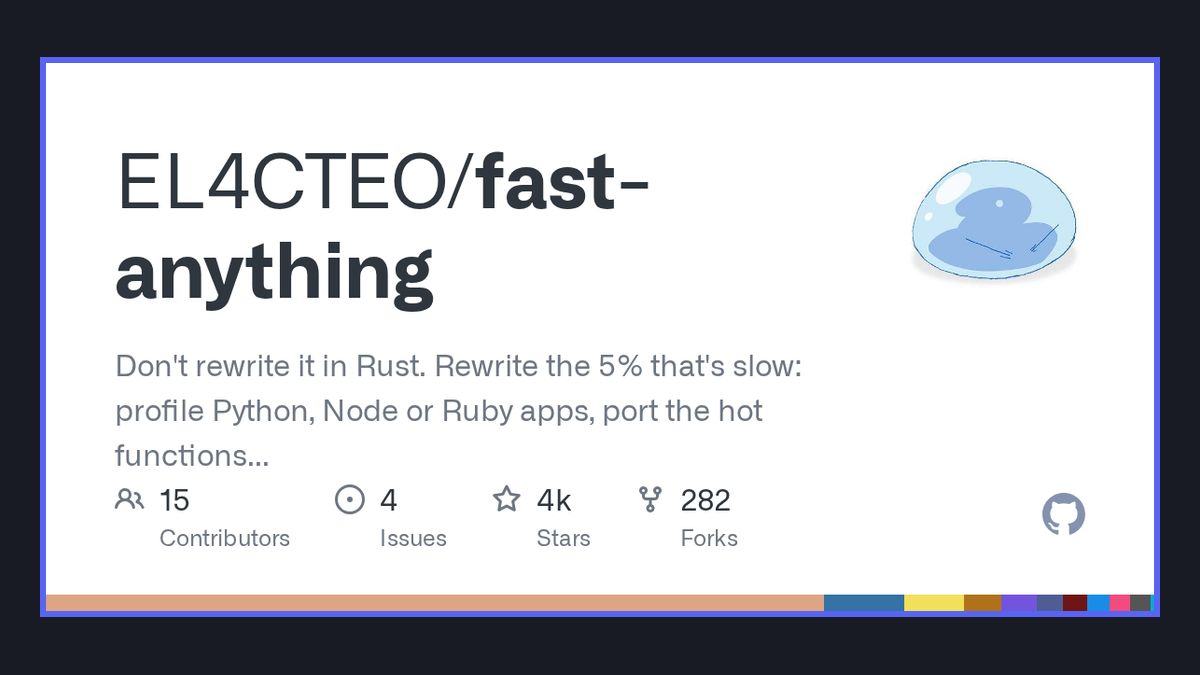 EL4CTEO/fast-
anything
Don't rewrite it in Rust. Rewrite the 5% that's slow:
profile Python, Node or Ruby apps, port the hot
functions...
15
Contributors
4
Issues
4k
Stars
282
Forks